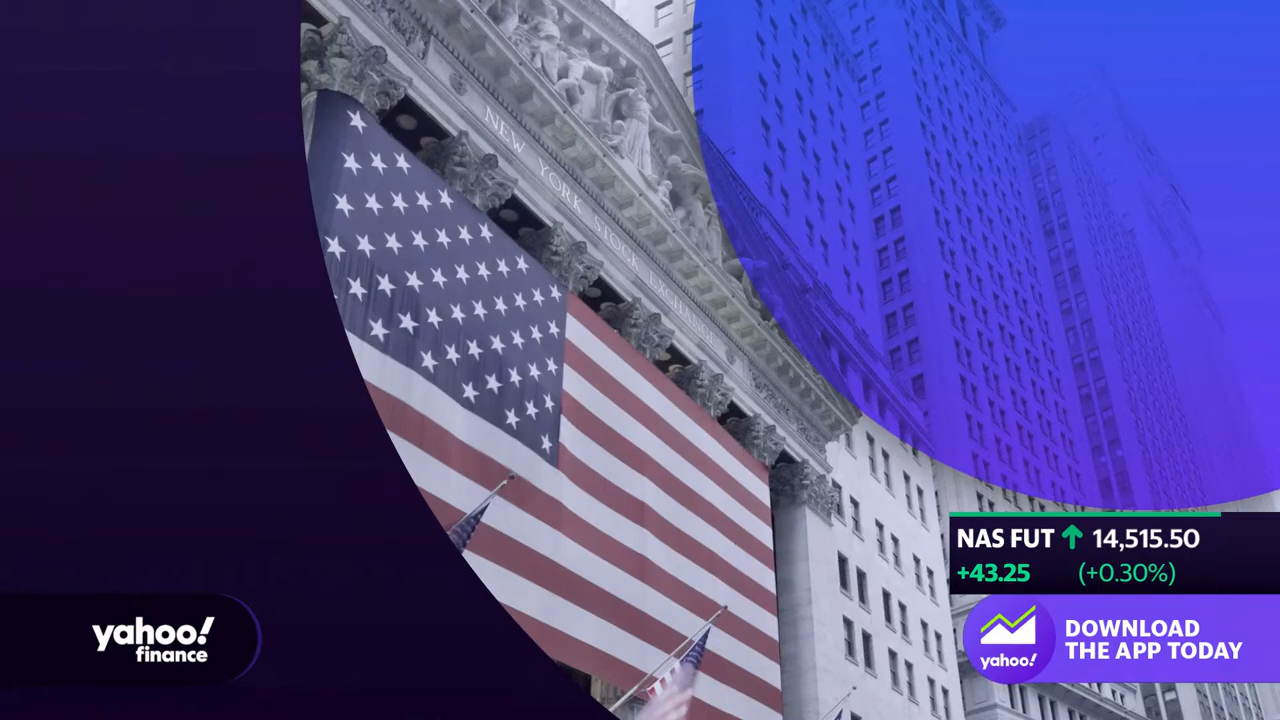 NEW YORK STOCK EXCHANGE
NAS FUT 14,515.50
+43.25 (+0.30%)
yahoo!
finance
yahoo!
DOWNLOAD
THE APP TODAY